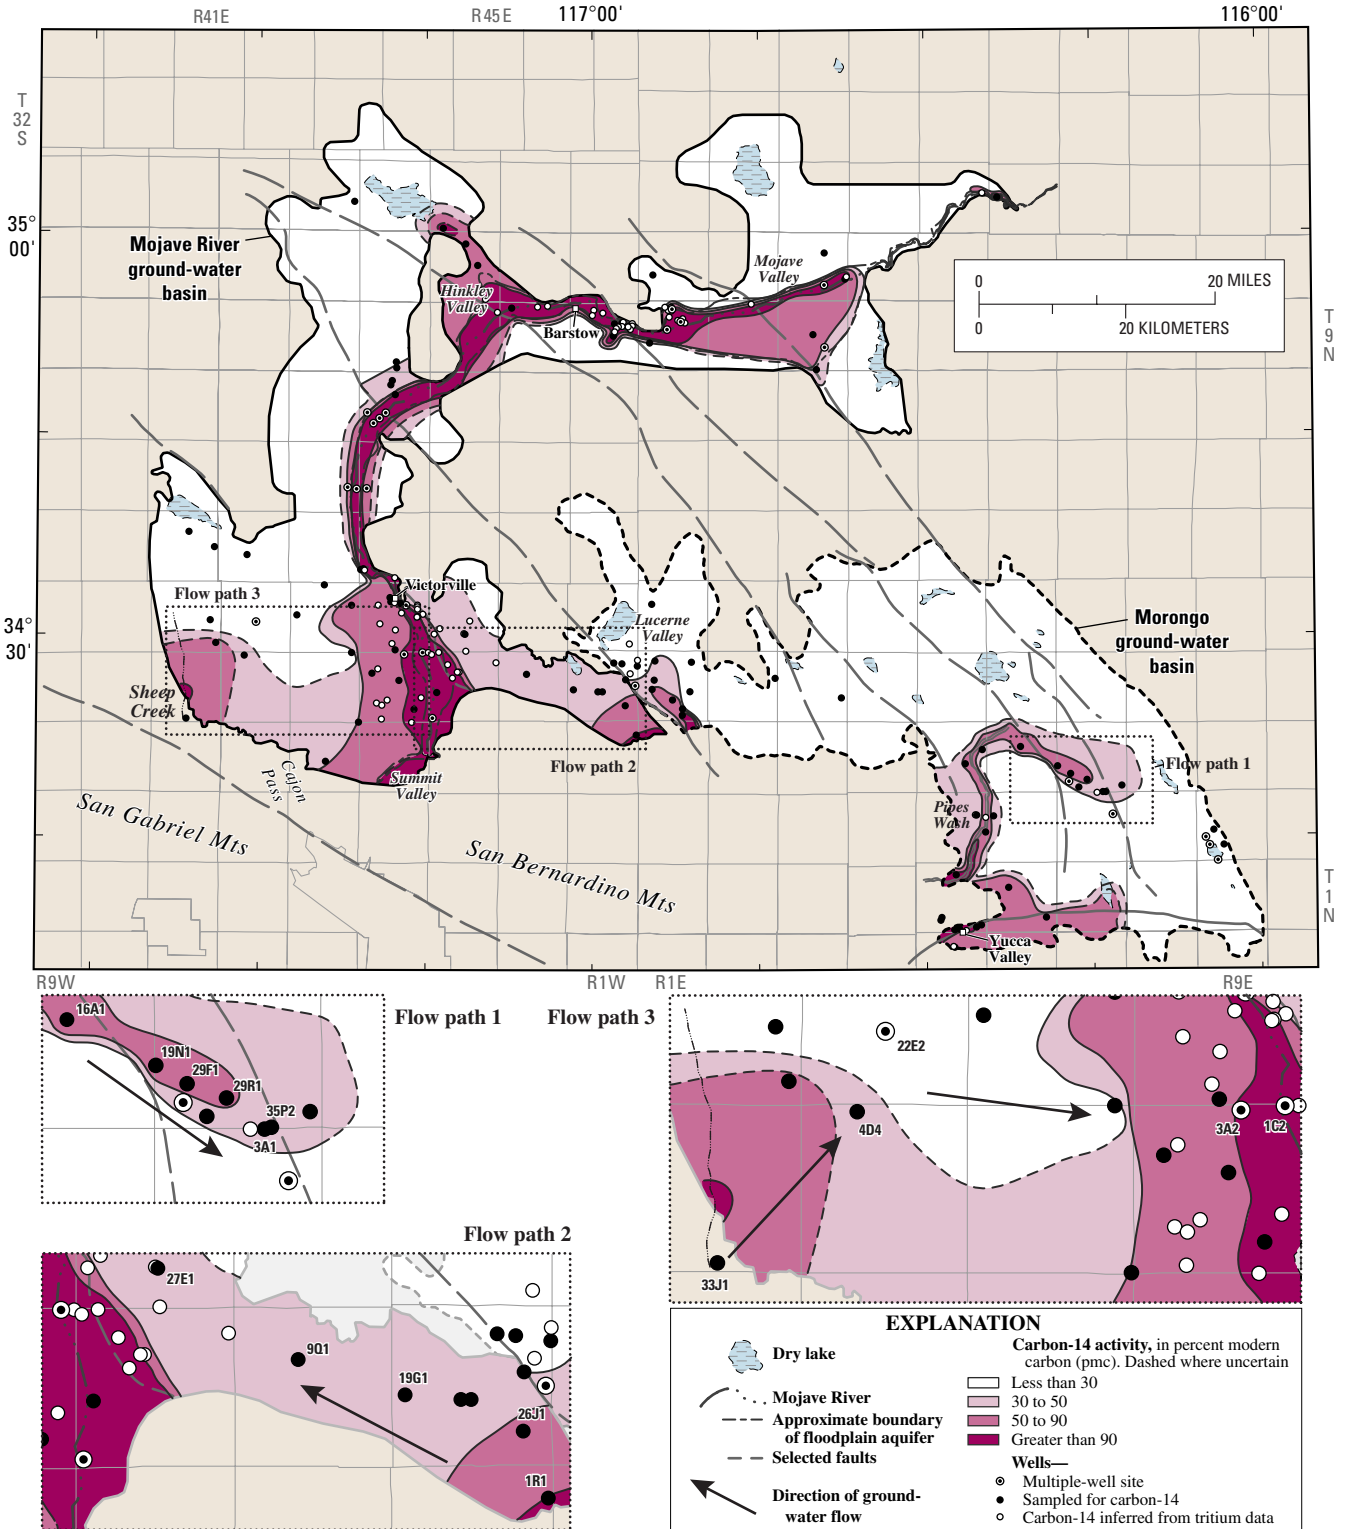 R41E
R45E
117°00'
116°00'
T
32
S
35°
00'
Mojave River
ground-water
basin
Hinkley
Valley
Barstow
Mojave
Valley
0
20 MILES
0
20 KILOMETERS
T
9
N
Victorville
Flow path 3
34°
30'
Lucerne
Valley
Morongo
ground-water
basin
Sheep
Creek
Cajon
Pass
Summit
Valley
Flow path 2
Flow path 1
Pipes
Wash
San Gabriel Mts
San Bernardino Mts
T
1
N
Yucca
Valley
R9W
R1W
R1E
R9E
Flow path 1
16A1
19N1
29F1
29R1
35P2
3A1
Flow path 3
22E2
4D4
3A2
1C2
33J1
Flow path 2
27E1
9Q1
19G1
26J1
1R1
EXPLANATION
Dry lake
Mojave River
Approximate boundary
of floodplain aquifer
Selected faults
Direction of ground-
water flow
Carbon-14 activity, in percent modern
carbon (pmc). Dashed where uncertain
Less than 30
30 to 50
50 to 90
Greater than 90
Wells—
Multiple-well site
Sampled for carbon-14
Carbon-14 inferred from tritium data